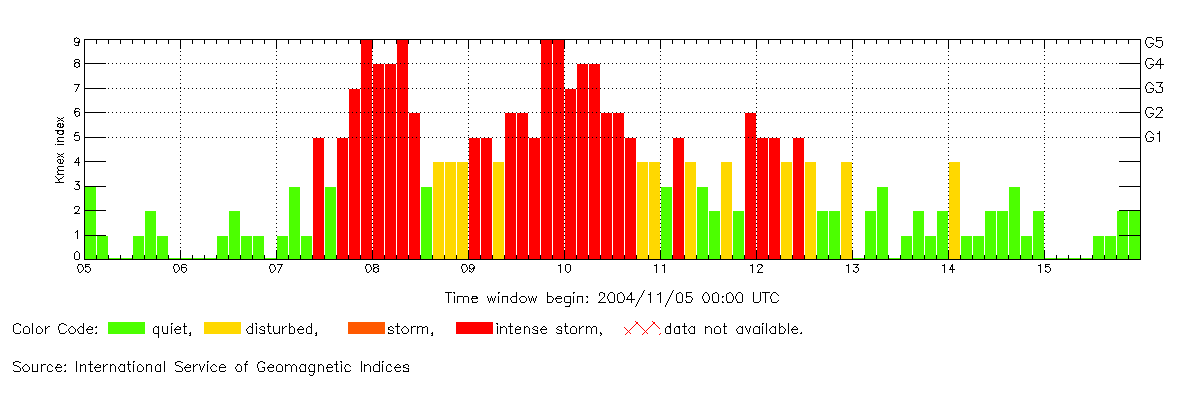 9 G5
8 G4
7 G3
6 G2
5 G1
4
3
2
1
0
Kmex index
05 06 07 08 09 10 11 12 13 14 15
Time window begin: 2004/11/05 00:00 UTC
Color Code: quiet, disturbed, storm, intense storm, data not available.
Source: International Service of Geomagnetic Indices